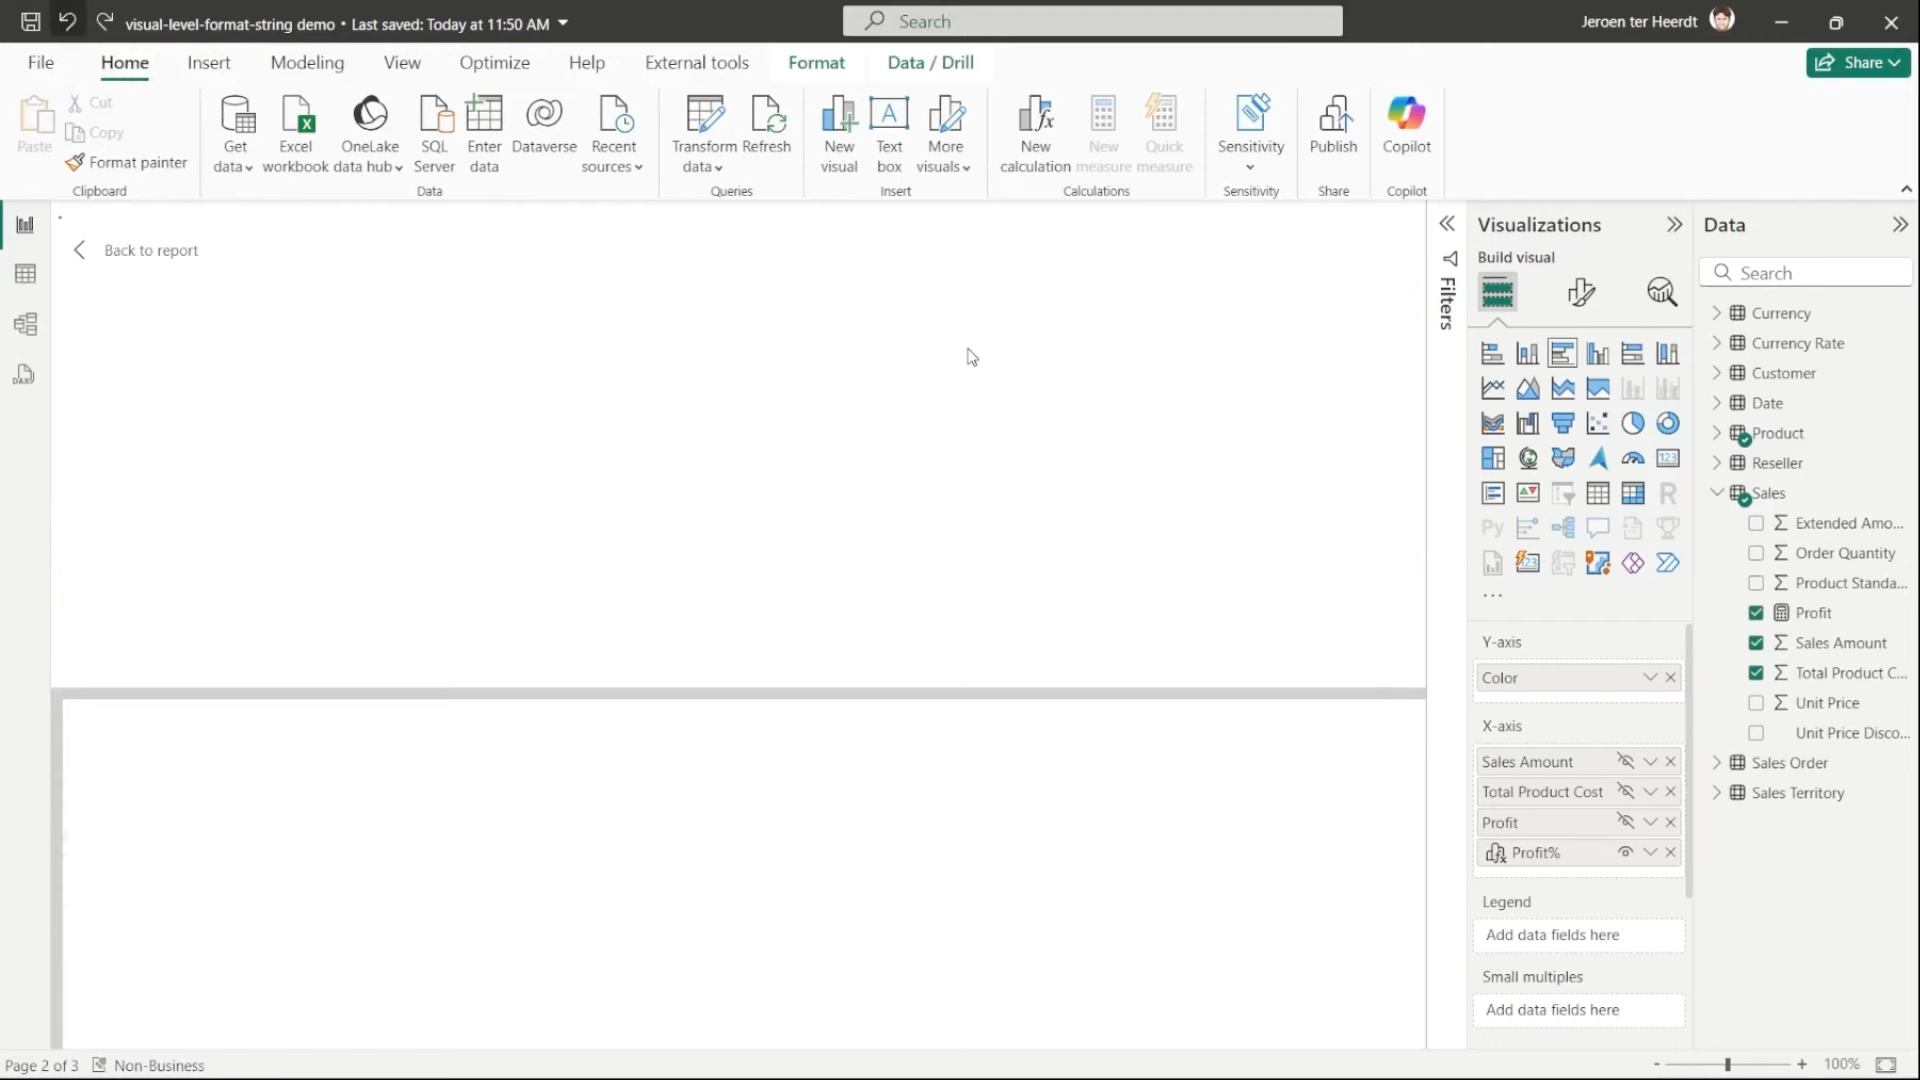 visual-level-format-string demo • Last saved: Today at 11:50 AM
Search
Jeroen ter Heerdt
File Home Insert Modeling View Optimize Help External tools Format Data / Drill
Share
Paste
Cut
Copy
Format painter
Clipboard
Get data
Excel workbook
OneLake data hub
SQL Server
Enter data
Dataverse
Recent sources
Data
Transform data
Refresh
Queries
New visual
Text box
More visuals
Insert
New calculation
New measure
Quick measure
Calculations
Sensitivity
Sensitivity
Publish
Share
Copilot
Copilot
Back to report
Filters
Visualizations
Build visual
Y-axis
Color
X-axis
Sales Amount
Total Product Cost
Profit
Profit%
Legend
Add data fields here
Small multiples
Add data fields here
Data
Search
Currency
Currency Rate
Customer
Date
Product
Reseller
Sales
Extended Amo...
Order Quantity
Product Standa...
Profit
Sales Amount
Total Product C...
Unit Price
Unit Price Disco...
Sales Order
Sales Territory
Page 2 of 3
Non-Business
- + 100%